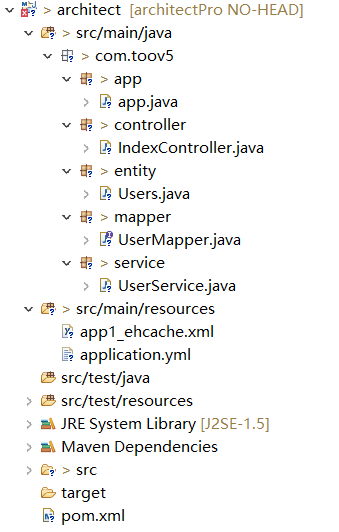 > architect [architectPro NO-HEAD]
> src/main/java
> com.toov5
> app
> app.java
> controller
> IndexController.java
> entity
> Users.java
> mapper
> UserMapper.java
> service
> UserService.java
> src/main/resources
app1_ehcache.xml
application.yml
src/test/java
> src/test/resources
> JRE System Library [J2SE-1.5]
> Maven Dependencies
> > src
target
pom.xml